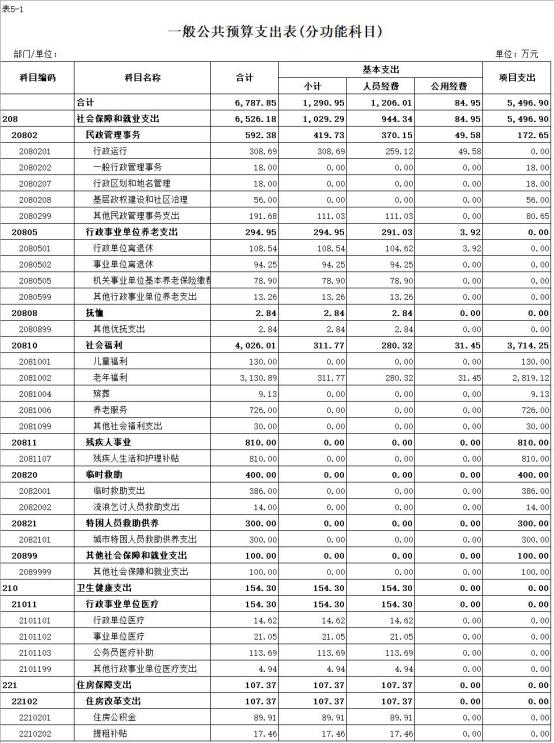 表5-1
一般公共预算支出表(分功能科目)
部门/单位: 单位:万元
科目编码 科目名称 合计 基本支出 项目支出
小计 人员经费 公用经费
合计 6,787.85 1,290.95 1,206.01 84.95 5,496.90
208 社会保障和就业支出 6,526.18 1,029.29 944.34 84.95 5,496.90
20802 民政管理事务 592.38 419.73 370.15 49.58 172.65
2080201 行政运行 308.69 308.69 259.12 49.58 0.00
2080202 一般行政管理事务 18.00 0.00 0.00 0.00 18.00
2080207 行政区划和地名管理 18.00 0.00 0.00 0.00 18.00
2080208 基层政权建设和社区治理 56.00 0.00 0.00 0.00 56.00
2080299 其他民政管理事务支出 191.68 111.03 111.03 0.00 80.65
20805 行政事业单位养老支出 294.95 294.95 291.03 3.92 0.00
2080501 行政单位离退休 108.54 108.54 104.62 3.92 0.00
2080502 事业单位离退休 94.25 94.25 94.25 0.00 0.00
2080505 机关事业单位基本养老保险缴费 78.90 78.90 78.90 0.00 0.00
2080599 其他行政事业单位养老支出 13.26 13.26 13.26 0.00 0.00
20808 抚恤 2.84 2.84 2.84 0.00 0.00
2080899 其他优抚支出 2.84 2.84 2.84 0.00 0.00
20810 社会福利 4,026.01 311.77 280.32 31.45 3,714.25
2081001 儿童福利 130.00 0.00 0.00 0.00 130.00
2081002 老年福利 3,130.89 311.77 280.32 31.45 2,819.12
2081004 殡葬 9.13 0.00 0.00 0.00 9.13
2081006 养老服务 726.00 0.00 0.00 0.00 726.00
2081099 其他社会福利支出 30.00 0.00 0.00 0.00 30.00
20811 残疾人事业 810.00 0.00 0.00 0.00 810.00
2081107 残疾人生活和护理补贴 810.00 0.00 0.00 0.00 810.00
20820 临时救助 400.00 0.00 0.00 0.00 400.00
2082001 临时救助支出 386.00 0.00 0.00 0.00 386.00
2082002 流浪乞讨人员救助支出 14.00 0.00 0.00 0.00 14.00
20821 特困人员救助供养 300.00 0.00 0.00 0.00 300.00
2082101 城市特困人员救助供养支出 300.00 0.00 0.00 0.00 300.00
20899 其他社会保障和就业支出 100.00 0.00 0.00 0.00 100.00
2089999 其他社会保障和就业支出 100.00 0.00 0.00 0.00 100.00
210 卫生健康支出 154.30 154.30 154.30 0.00 0.00
21011 行政事业单位医疗 154.30 154.30 154.30 0.00 0.00
2101101 行政单位医疗 14.62 14.62 14.62 0.00 0.00
2101102 事业单位医疗 21.05 21.05 21.05 0.00 0.00
2101103 公务员医疗补助 113.69 113.69 113.69 0.00 0.00
2101199 其他行政事业单位医疗支出 4.94 4.94 4.94 0.00 0.00
221 住房保障支出 107.37 107.37 107.37 0.00 0.00
22102 住房改革支出 107.37 107.37 107.37 0.00 0.00
2210201 住房公积金 89.91 89.91 89.91 0.00 0.00
2210202 提租补贴 17.46 17.46 17.46 0.00 0.00